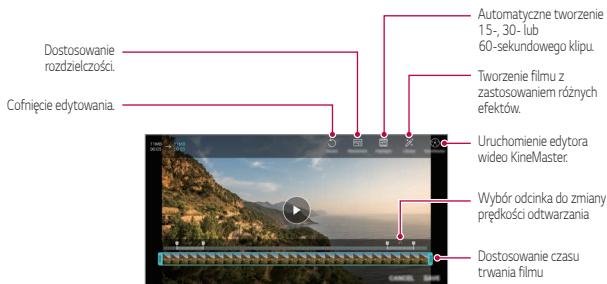 Automatyczne tworzenie
15-, 30- lub
60-sekundowego klipu.
Dostosowanie
rozdzielczości.
Tworzenie filmu z
zastosowaniem różnych
efektów.
Cofnięcie edytowania.
Uruchomienie edytora
wideo KineMaster.
Wybór odcinka do zmiany
prędkości odtwarzania
Dostosowanie czasu
trwania filmu
CANCEL SAVE